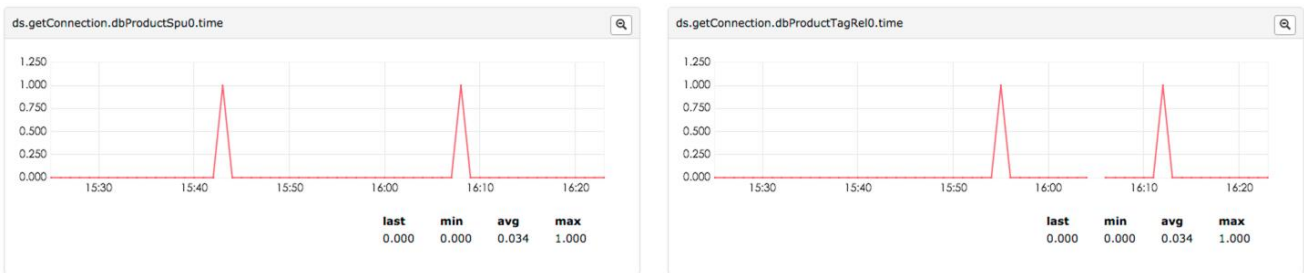 ds.getConnection.dbProductSpu0.time
1.250
1.000
0.750
0.500
0.250
0.000
15:30 15:40 15:50 16:00 16:10 16:20
last min avg max
0.000 0.000 0.034 1.000
ds.getConnection.dbProductTagRel0.time
1.250
1.000
0.750
0.500
0.250
0.000
15:30 15:40 15:50 16:00 16:10 16:20
last min avg max
0.000 0.000 0.034 1.000